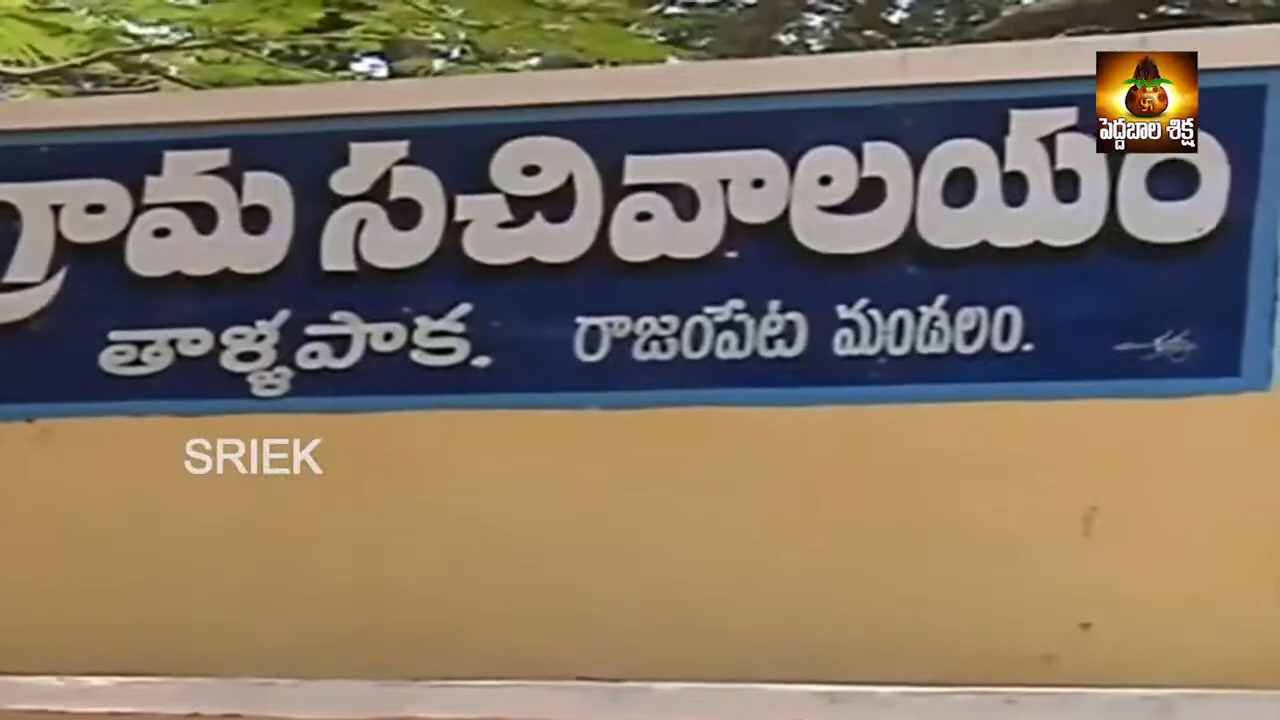 పెద్దబాల శిక్ష
గ్రామ సచివాలయం
తాళ్ళపాక. రాజంపేట మండలం.
SRIEK